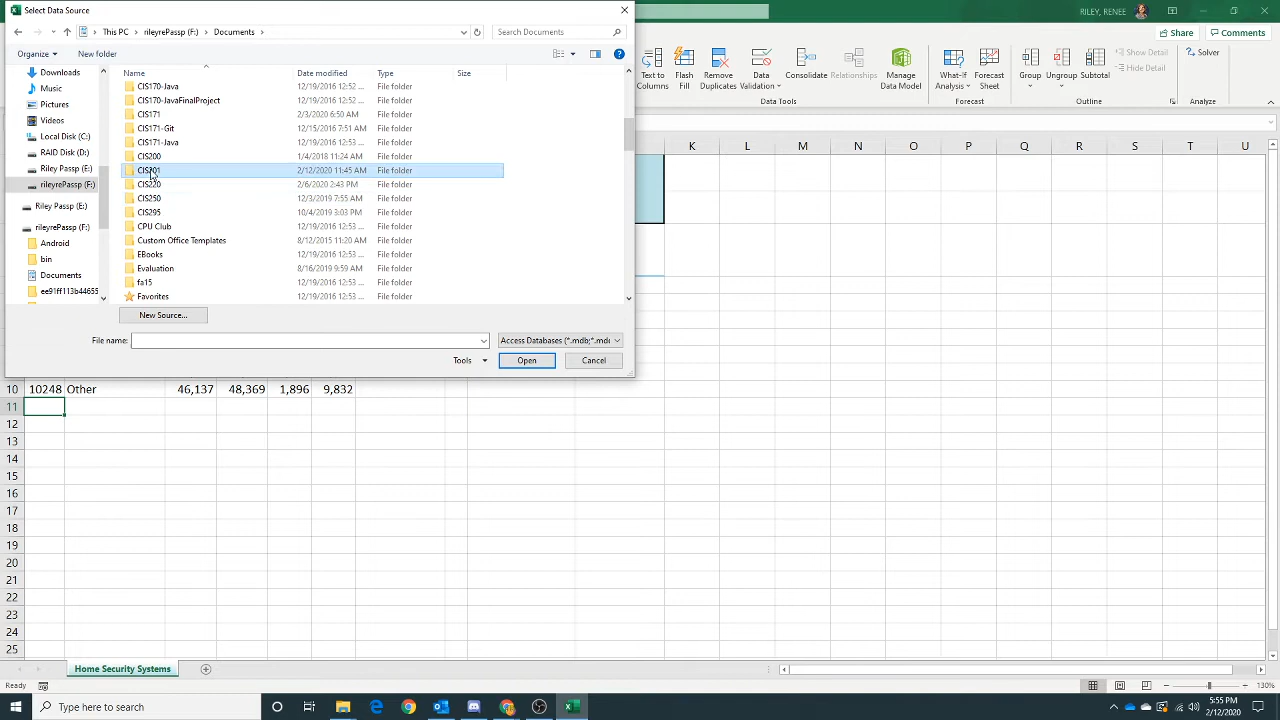 Select Data Source
RILEY, RENEE
This PC > rileyrePassp (F:) > Documents >
Search Documents
Share
Comments
Organize
New folder
Downloads
Music
Pictures
Videos
Local Disk (C:)
RAID Disk (D:)
Riley Passp (E:)
rileyrePassp (F:)
Riley Passp (E:)
rileyrePassp (F:)
Android
bin
Documents
ee91ff113b44655
Name
Date modified
Type
Size
CIS170-Java 12/19/2016 12:52 ... File folder
CIS170-JavaFinalProject 12/19/2016 12:52 ... File folder
CIS171 2/3/2020 6:50 AM File folder
CIS171-Git 12/15/2016 7:51 AM File folder
CIS171-Java 12/19/2016 12:53 ... File folder
CIS200 1/4/2018 11:24 AM File folder
CIS201 2/12/2020 11:45 AM File folder
CIS220 2/6/2020 2:43 PM File folder
CIS250 12/3/2019 7:55 AM File folder
CIS295 10/4/2019 3:03 PM File folder
CPU Club 12/19/2016 12:53 ... File folder
Custom Office Templates 8/12/2015 11:20 AM File folder
EBooks 12/19/2016 12:53 ... File folder
Evaluation 8/16/2019 9:59 AM File folder
fa15 12/19/2016 12:53 ... File folder
Favorites 12/19/2016 12:53 ... File folder
New Source...
File name:
Access Databases (*.mdb;*.mde
Tools
Open
Cancel
Text to Columns
Flash Fill
Remove Duplicates
Data Validation
Consolidate
Relationships
Manage Data Model
What-If Analysis
Forecast Sheet
Group
Ungroup
Subtotal
Show Detail
Hide Detail
Solver
Data Tools
Forecast
Outline
Analyze
K L M N O P Q R S T U
10 10248 Other 46,137 48,369 1,896 9,832
11
12
13
14
15
16
17
18
19
20
21
22
23
24
25
Home Security Systems
Ready
130%
Type here to search
5:55 PM
2/12/2020